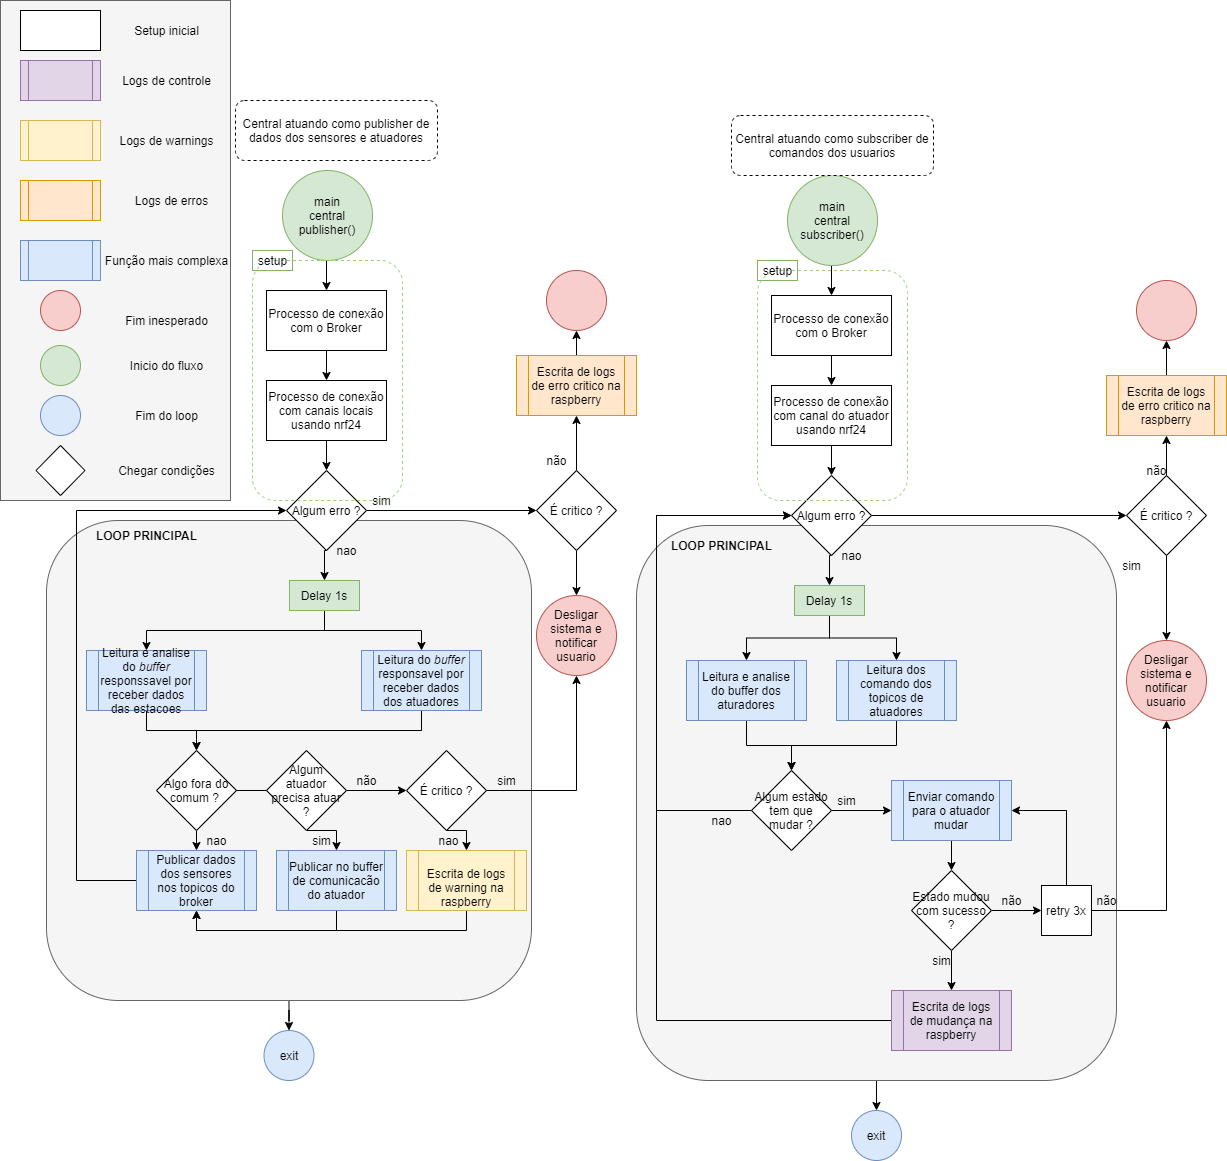 Setup inicial
Logs de controle
Logs de warnings
Logs de erros
Função mais complexa
Fim inesperado
Inicio do fluxo
Fim do loop
Chegar condições
Central atuando como publisher de
dados dos sensores e atuadores
main
central
publisher()
setup
Processo de conexão
com o Broker
Processo de conexão
com canais locais
usando nrf24
Algum erro ?
sim
nao
É critico ?
não
Escrita de logs
de erro critico na
raspberry
Desligar
sistema e
notificar
usuario
LOOP PRINCIPAL
Delay 1s
Leitura e analise
do buffer
responssavel por
receber dados
das estacoes
Leitura do buffer
responsavel por
receber dados
dos atuadores
Algo fora do
comum ?
Algum
atuador
precisa atuar
?
não
É critico ?
sim
nao
sim
nao
Publicar dados
dos sensores
nos topicos do
broker
Publicar no buffer
de comunicacão
do atuador
Escrita de logs
de warning na
raspberry
exit
Central atuando como subscriber de
comandos dos usuarios
main
central
subscriber()
setup
Processo de conexão
com o Broker
Processo de conexão
com canal do atuador
usando nrf24
Algum erro ?
nao
É critico ?
não
sim
Escrita de logs
de erro critico na
raspberry
Desligar
sistema e
notificar
usuario
LOOP PRINCIPAL
Delay 1s
Leitura e analise
do buffer dos
aturadores
Leitura dos
comando dos
topicos de
atuadores
Algum estado
tem que
mudar ?
sim
nao
Enviar comando
para o atuador
mudar
Estado mudou
com sucesso
?
não
retry 3x
não
sim
Escrita de logs
de mudança na
raspberry
exit